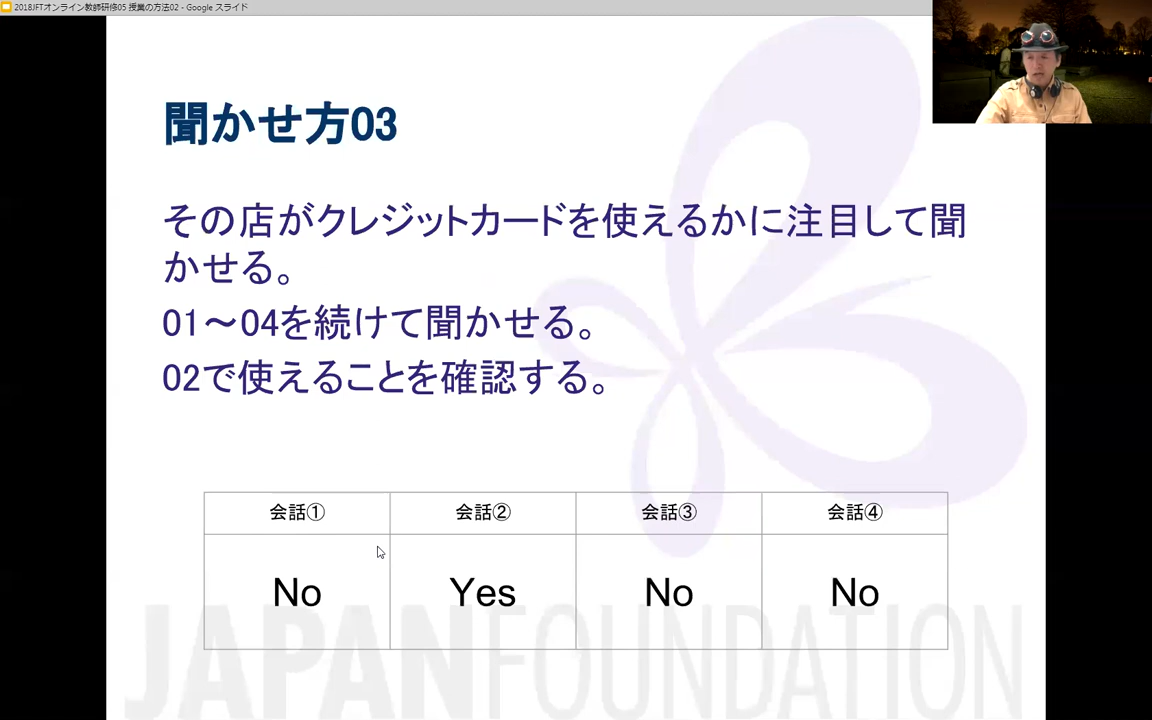 2018JFTオンライン教師研修05 授業の方法02 - Google スライド
聞かせ方03
その店がクレジットカードを使えるかに注目して聞
かせる。
01～04を続けて聞かせる。
02で使えることを確認する。
会話① 会話② 会話③ 会話④
No Yes No No
JAPANFOUNDATION